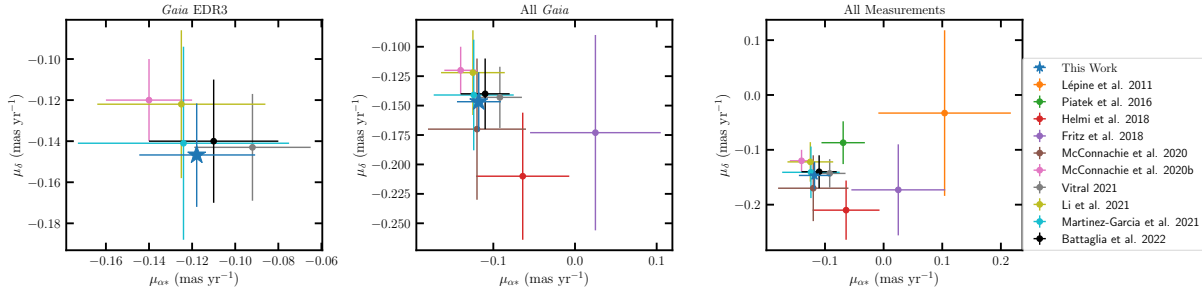 Gaia EDR3
−0.10
−0.12
−0.14
−0.16
−0.18
μδ (mas yr−1)
−0.16 −0.14 −0.12 −0.10 −0.08 −0.06
μα∗ (mas yr−1)
All Gaia
−0.100
−0.125
−0.150
−0.175
−0.200
−0.225
−0.250
μδ (mas yr−1)
−0.1 0.0 0.1
μα∗ (mas yr−1)
All Measurements
0.1
0.0
−0.1
−0.2
μδ (mas yr−1)
−0.1 0.0 0.1 0.2
μα∗ (mas yr−1)
This Work
Lépine et al. 2011
Piatek et al. 2016
Helmi et al. 2018
Fritz et al. 2018
McConnachie et al. 2020
McConnachie et al. 2020b
Vitral 2021
Li et al. 2021
Martinez-Garcia et al. 2021
Battaglia et al. 2022